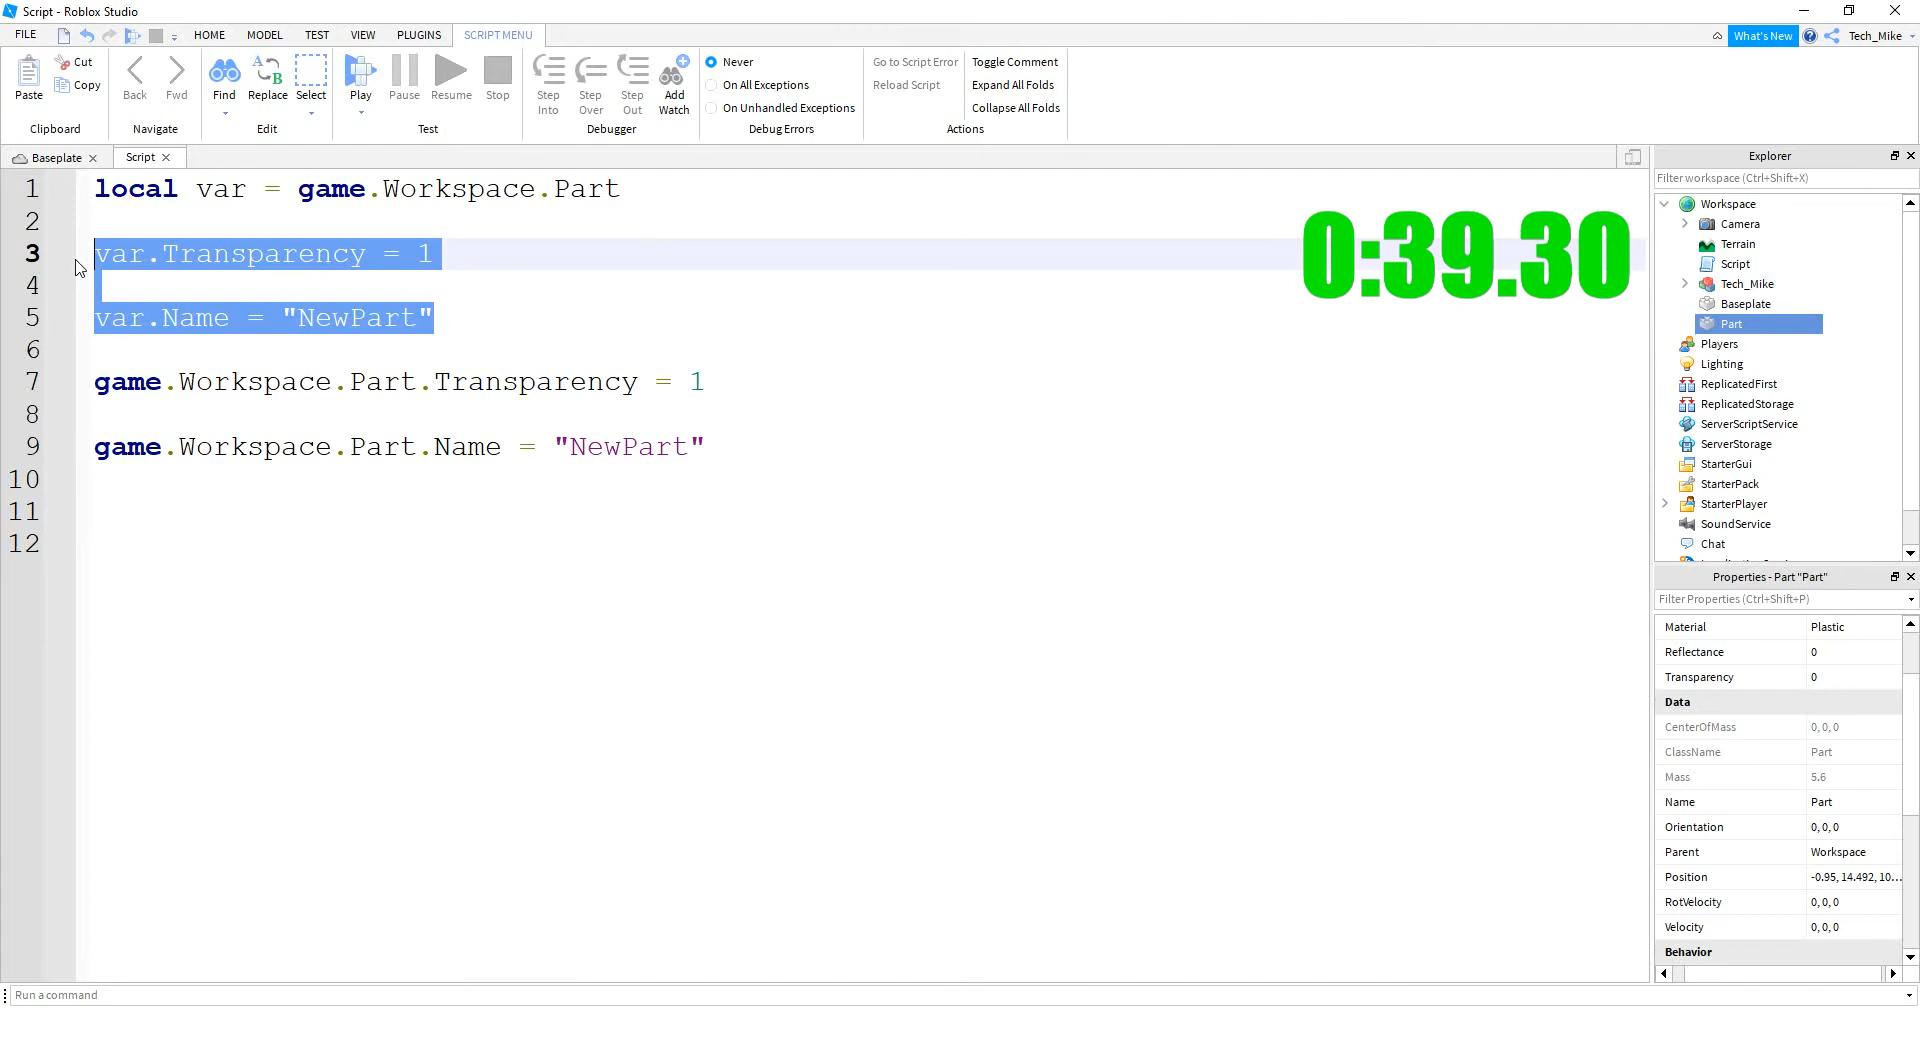 Script - Roblox Studio
FILE HOME MODEL TEST VIEW PLUGINS SCRIPT MENU What's New Tech_Mike
Paste Cut Copy
Clipboard
Back Fwd
Navigate
Find Replace Select
Edit
Play Pause Resume Stop
Test
Step Into Step Over Step Out Add Watch
Debugger
Never
On All Exceptions
On Unhandled Exceptions
Debug Errors
Go to Script Error Toggle Comment
Reload Script Expand All Folds
Collapse All Folds
Actions
Baseplate Script
1 local var = game.Workspace.Part
2
3 var.Transparency = 1
4
5 var.Name = "NewPart"
6
7 game.Workspace.Part.Transparency = 1
8
9 game.Workspace.Part.Name = "NewPart"
10
11
12
0:39.30
Explorer
Filter workspace (Ctrl+Shift+X)
Workspace
Camera
Terrain
Script
Tech_Mike
Baseplate
Part
Players
Lighting
ReplicatedFirst
ReplicatedStorage
ServerScriptService
ServerStorage
StarterGui
StarterPack
StarterPlayer
SoundService
Chat
Properties - Part "Part"
Filter Properties (Ctrl+Shift+P)
Material Plastic
Reflectance 0
Transparency 0
Data
CenterOfMass 0, 0, 0
ClassName Part
Mass 5.6
Name Part
Orientation 0, 0, 0
Parent Workspace
Position -0.95, 14.492, 10...
RotVelocity 0, 0, 0
Velocity 0, 0, 0
Behavior
Run a command